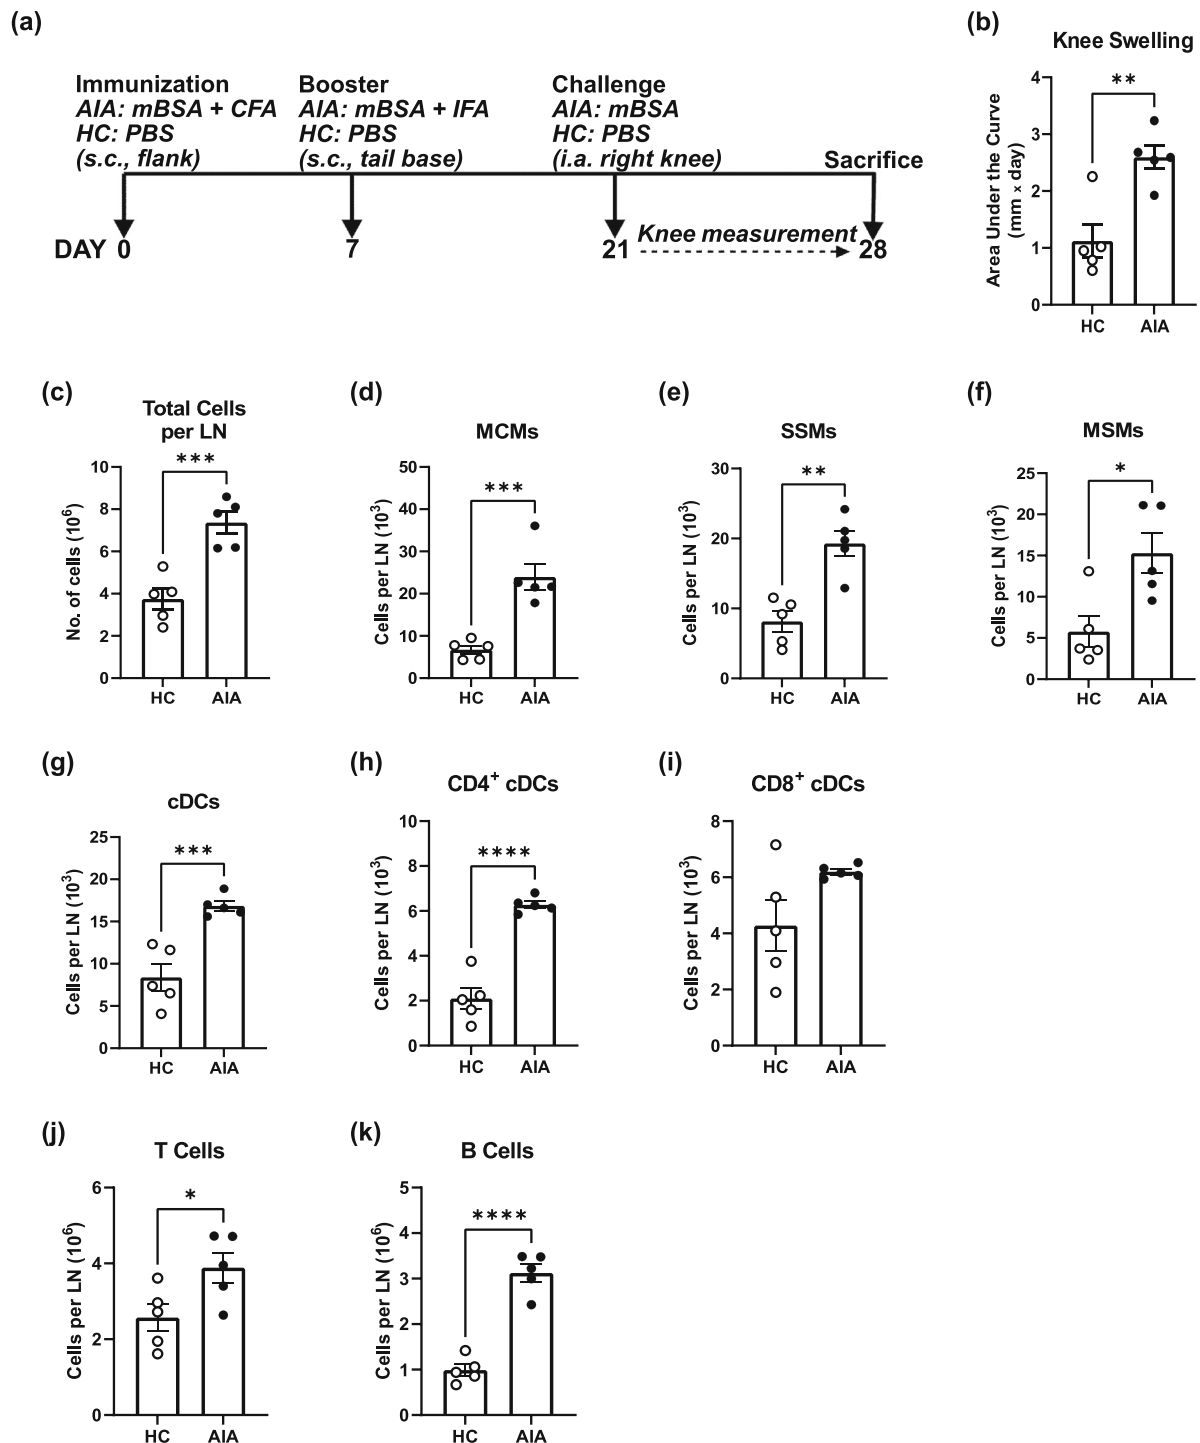 (a)
Immunization
AIA: mBSA + CFA
HC: PBS
(s.c., flank)
Booster
AIA: mBSA + IFA
HC: PBS
(s.c., tail base)
Challenge
AIA: mBSA
HC: PBS
(i.a. right knee)
Sacrifice
DAY 0
7
21
Knee measurement
28
(b)
Knee Swelling
Area Under the Curve
(mm × day)
4
3
2
1
0
**
HC
AIA
(c)
Total Cells
per LN
No. of cells (10⁶)
10
8
6
4
2
0
***
HC
AIA
(d)
MCMs
Cells per LN (10³)
50
40
30
20
10
0
***
HC
AIA
(e)
SSMs
Cells per LN (10³)
30
20
10
0
**
HC
AIA
(f)
MSMs
Cells per LN (10³)
25
20
15
10
5
0
*
HC
AIA
(g)
cDCs
Cells per LN (10³)
25
20
15
10
5
0
***
HC
AIA
(h)
CD4⁺ cDCs
Cells per LN (10³)
10
8
6
4
2
0
****
HC
AIA
(i)
CD8⁺ cDCs
Cells per LN (10³)
8
6
4
2
0
HC
AIA
(j)
T Cells
Cells per LN (10⁶)
6
4
2
0
*
HC
AIA
(k)
B Cells
Cells per LN (10⁶)
5
4
3
2
1
0
****
HC
AIA